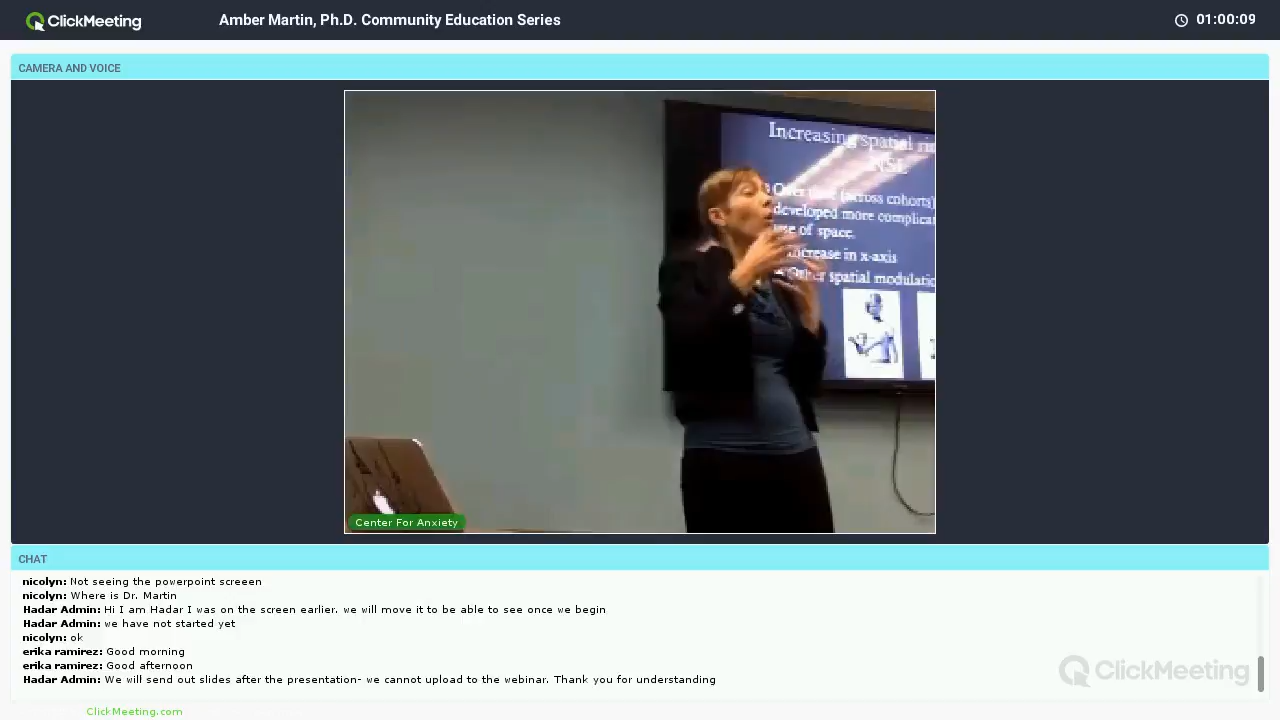 ClickMeeting
Amber Martin, Ph.D. Community Education Series
01:00:09
CAMERA AND VOICE
Increasing spatial
NSL
Over time (across cohorts)
developed more
use of space.
Increase in x-axis
Other spatial
Center For Anxiety
CHAT
nicolyn: Not seeing the powerpoint screeen
nicolyn: Where is Dr. Martin
Hadar Admin: Hi I am Hadar I was on the screen earlier. we will move it to be able to see once we begin
Hadar Admin: we have not started yet
nicolyn: ok
erika ramirez: Good morning
erika ramirez: Good afternoon
Hadar Admin: We will send out slides after the presentation- we cannot upload to the webinar. Thank you for understanding
ClickMeeting
ClickMeeting.com